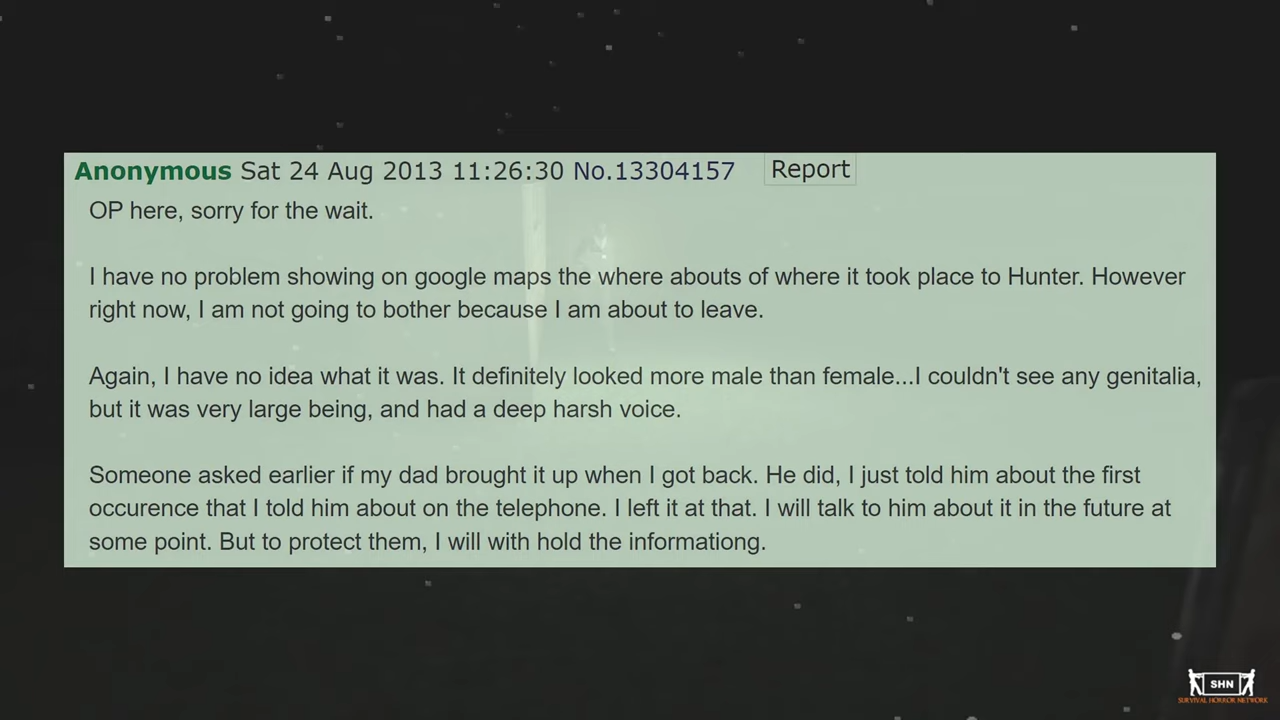 Anonymous Sat 24 Aug 2013 11:26:30 No.13304157 Report
OP here, sorry for the wait.
I have no problem showing on google maps the where abouts of where it took place to Hunter. However
right now, I am not going to bother because I am about to leave.
Again, I have no idea what it was. It definitely looked more male than female...I couldn't see any genitalia,
but it was very large being, and had a deep harsh voice.
Someone asked earlier if my dad brought it up when I got back. He did, I just told him about the first
occurence that I told him about on the telephone. I left it at that. I will talk to him about it in the future at
some point. But to protect them, I will with hold the informationg.
SHN
SURVIVAL HORROR NETWORK